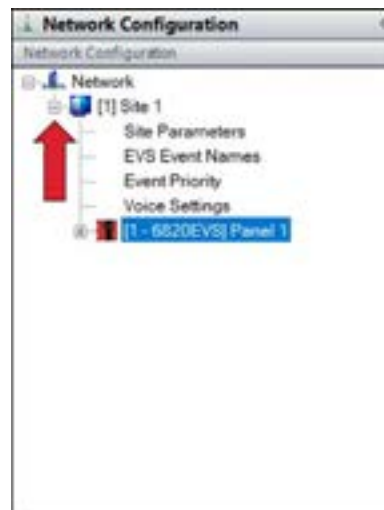 Network Configuration
Network Configuration
Network
[1] Site 1
Site Parameters
EVS Event Names
Event Priority
Voice Settings
[1 - 6820EVS] Panel 1